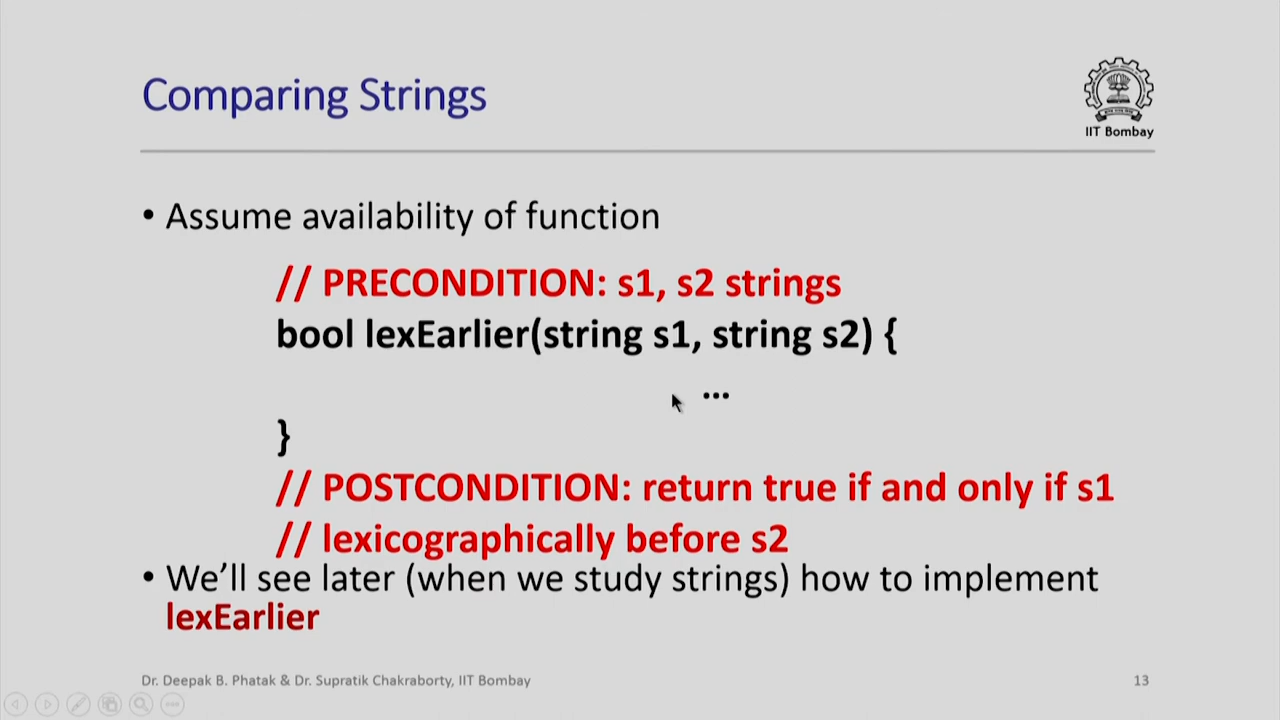 Comparing Strings
IIT Bombay
• Assume availability of function
// PRECONDITION: s1, s2 strings
bool lexEarlier(string s1, string s2) {
...
}
// POSTCONDITION: return true if and only if s1
// lexicographically before s2
• We’ll see later (when we study strings) how to implement
lexEarlier
Dr. Deepak B. Phatak & Dr. Supratik Chakraborty, IIT Bombay
13